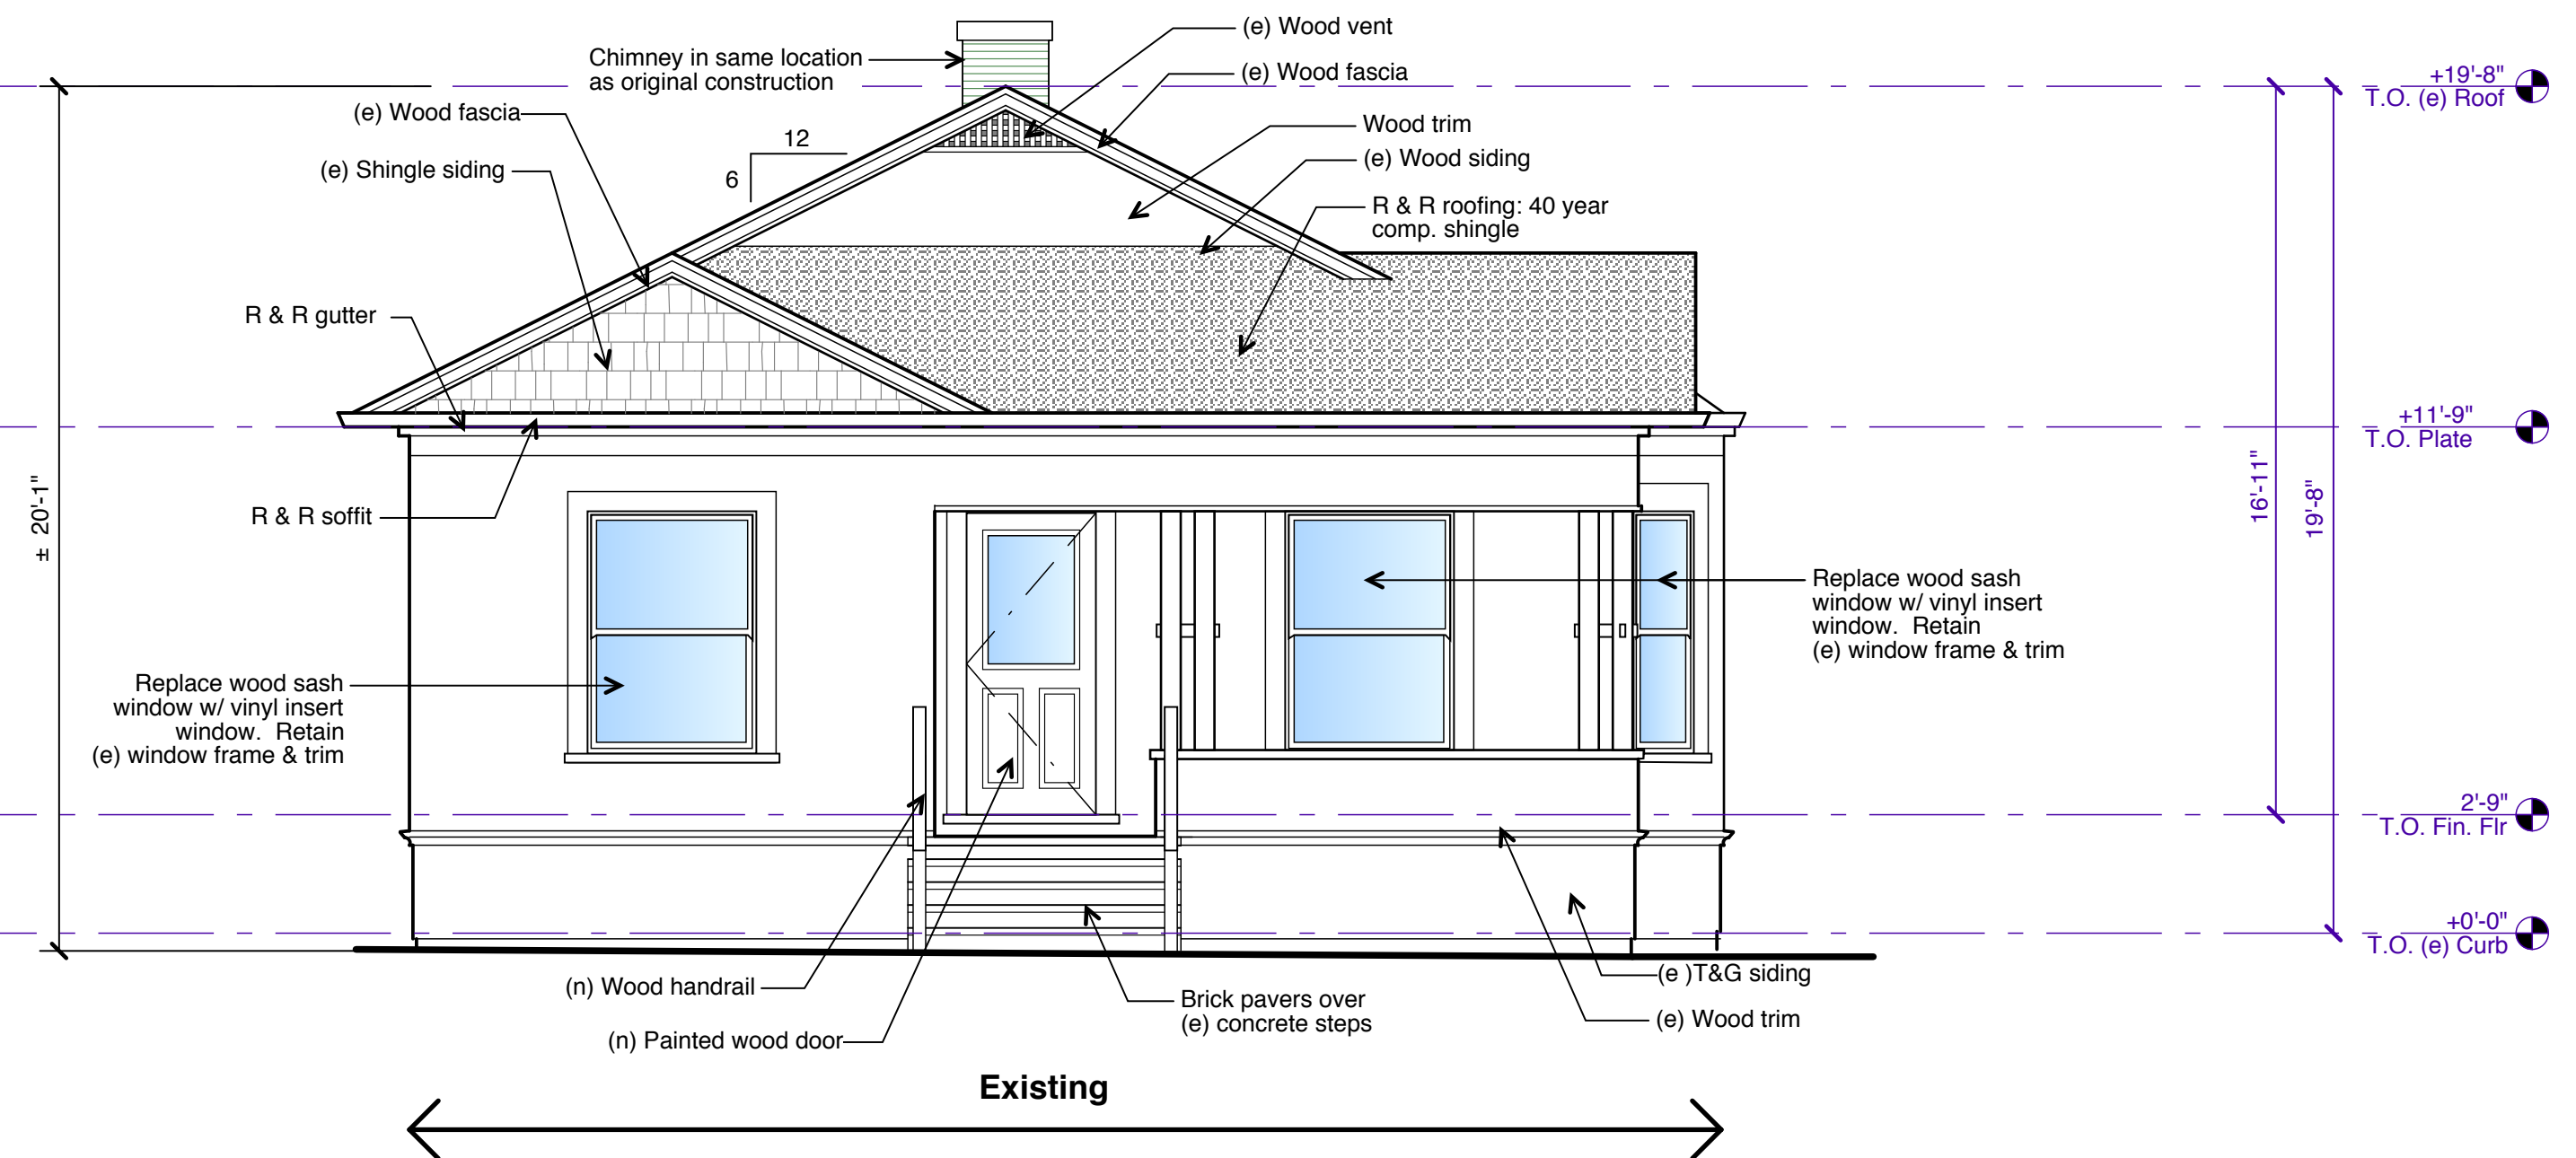 (e) Wood vent
Chimney in same location
as original construction
(e) Wood fascia
+19'-8"
T.O. (e) Roof
(e) Wood fascia
12
6
Wood trim
(e) Shingle siding
(e) Wood siding
R & R roofing: 40 year
comp. shingle
R & R gutter
+11'-9"
T.O. Plate
± 20'-1"
R & R soffit
16'-11"
19'-8"
Replace wood sash
window w/ vinyl insert
window. Retain
(e) window frame & trim
Replace wood sash
window w/ vinyl insert
window. Retain
(e) window frame & trim
2'-9"
T.O. Fin. Flr
+0'-0"
T.O. (e) Curb
(n) Wood handrail
(e )T&G siding
Brick pavers over
(e) concrete steps
(e) Wood trim
(n) Painted wood door
Existing